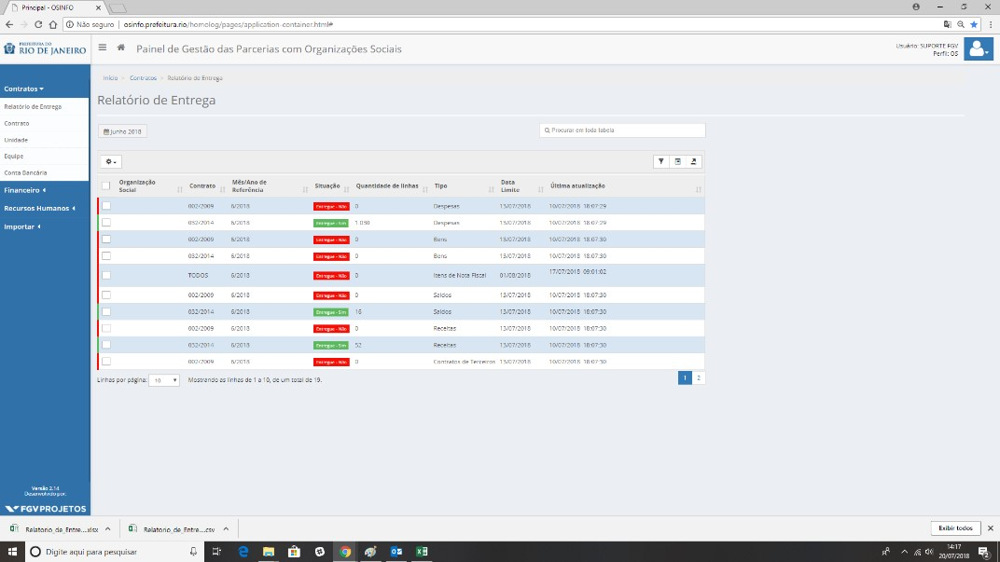 Principal - OSINFO
Não seguro | osinfo.prefeitura.rio/homolog/pages/application-container.html#
PREFEITURA DO
RIO DE JANEIRO
Painel de Gestão das Parcerias com Organizações Sociais
Usuário: SUPORTE FGV
Perfil: OS
Contratos
Relatório de Entrega
Contrato
Unidade
Equipe
Conta Bancária
Financeiro
Recursos Humanos
Importar
Versão 2.14
Desenvolvido por:
FGV PROJETOS
Início > Contratos > Relatório de Entrega
Relatório de Entrega
Junho 2018
Procurar em toda tabela
Organização Social Contrato Mês/Ano de Referência Situação Quantidade de linhas Tipo Data Limite Última atualização
002/2009 6/2018 Entregue - Não 0 Despesas 13/07/2018 10/07/2018 18:07:29
032/2014 6/2018 Entregue - Sim 1.030 Despesas 13/07/2018 10/07/2018 18:07:29
002/2009 6/2018 Entregue - Não 0 Bens 13/07/2018 10/07/2018 18:07:30
032/2014 6/2018 Entregue - Não 0 Bens 13/07/2018 10/07/2018 18:07:30
TODOS 6/2018 Entregue - Não 0 Itens de Nota Fiscal 01/08/2018 17/07/2018 09:01:02
002/2009 6/2018 Entregue - Não 0 Saldos 13/07/2018 10/07/2018 18:07:30
032/2014 6/2018 Entregue - Sim 16 Saldos 13/07/2018 10/07/2018 18:07:30
002/2009 6/2018 Entregue - Não 0 Receitas 13/07/2018 10/07/2018 18:07:30
032/2014 6/2018 Entregue - Sim 52 Receitas 13/07/2018 10/07/2018 18:07:30
002/2009 6/2018 Entregue - Não 0 Contratos de Terceiros 13/07/2018 10/07/2018 18:07:30
Linhas por página: 10 Mostrando as linhas de 1 a 10, de um total de 19.
1 2
Relatorio_de_Entre....xlsx
Relatorio_de_Entre....csv
Exibir todos
Digite aqui para pesquisar
14:17
20/07/2018
2